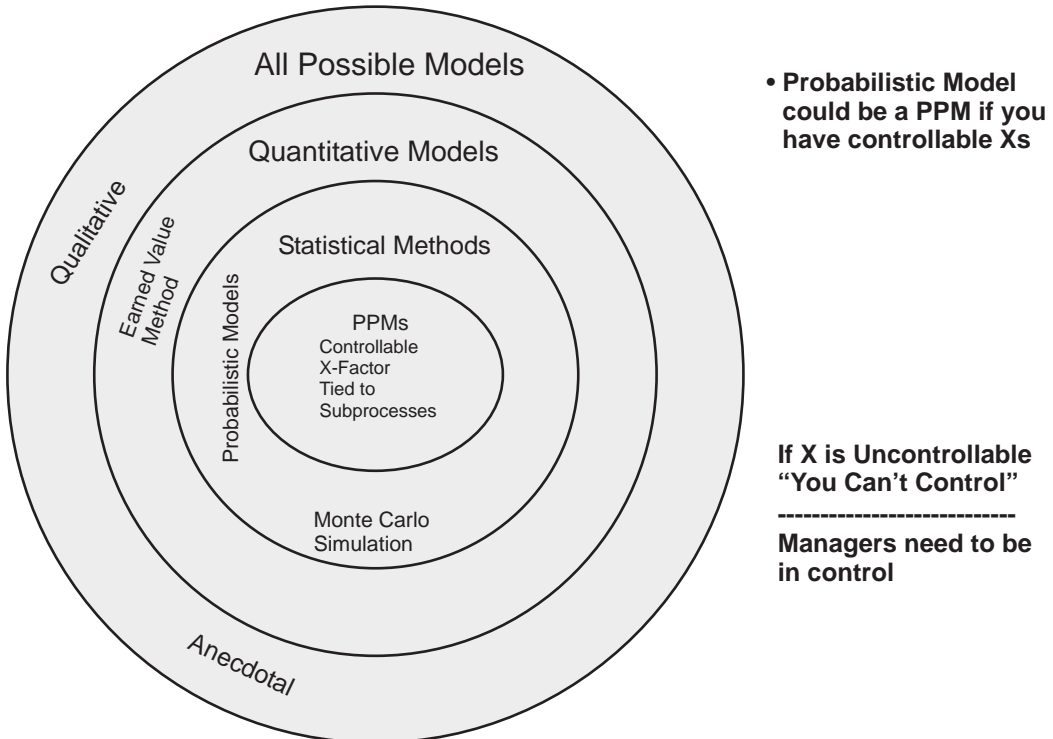 All Possible Models
Quantitative Models
Statistical Methods
PPMs
Controllable
X-Factor
Tied to
Subprocesses
Qualitative
Earned Value
Method
Probabilistic Models
Monte Carlo
Simulation
Anecdotal
• Probabilistic Model
could be a PPM if you
have controllable Xs
If X is Uncontrollable
“You Can’t Control”
----------------------------
Managers need to be
in control